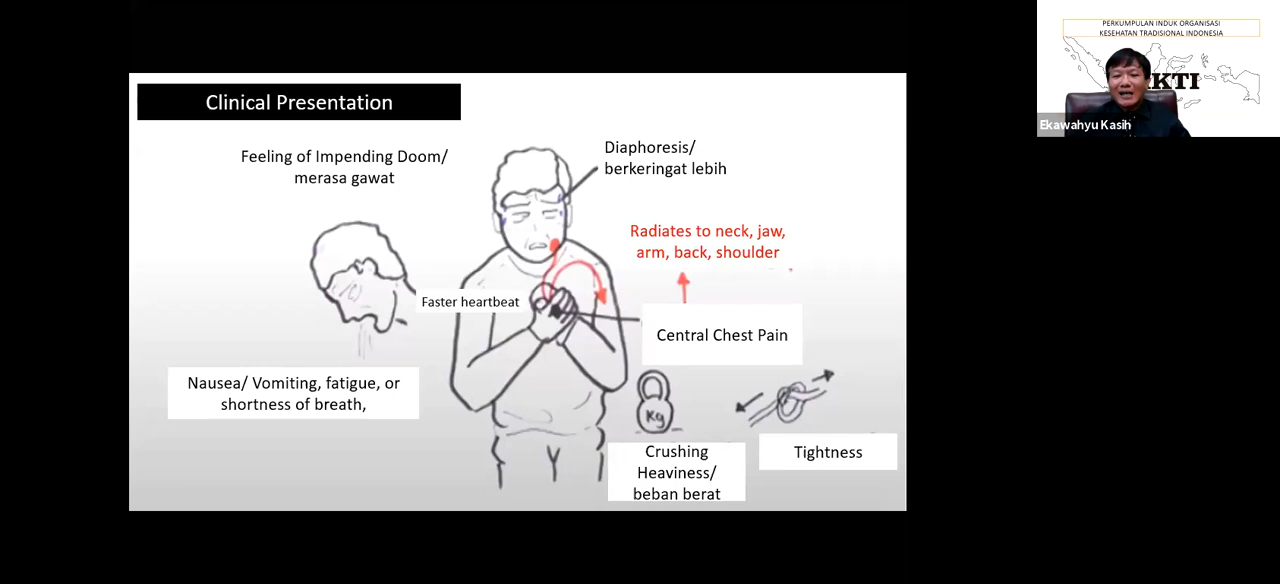 Clinical Presentation
Feeling of Impending Doom/
merasa gawat
Diaphoresis/
berkeringat lebih
Radiates to neck, jaw,
arm, back, shoulder
Faster heartbeat
Central Chest Pain
Nausea/ Vomiting, fatigue, or
shortness of breath,
Kg
Crushing
Heaviness/
beban berat
Tightness
PERKUMPULAN INDUK ORGANISASI
KESEHATAN TRADISIONAL INDONESIA
KTI
Ekawahyu Kasih